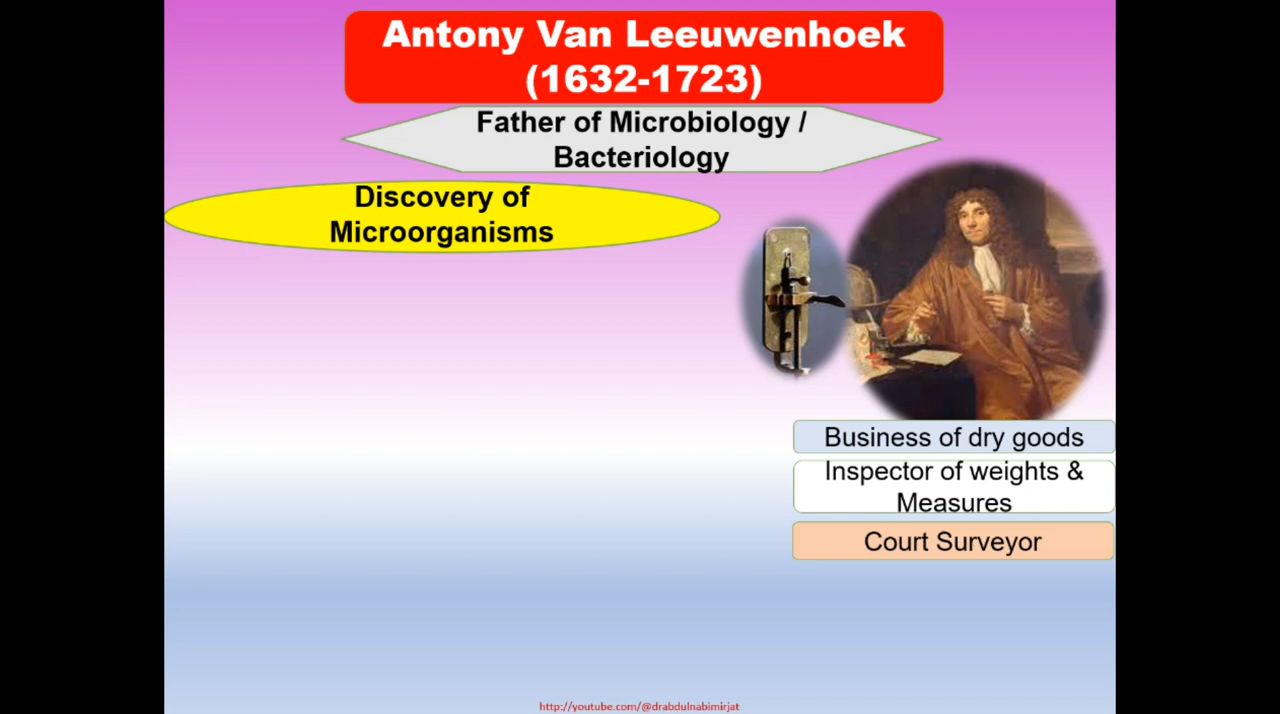 Antony Van Leeuwenhoek
(1632-1723)
Father of Microbiology /
Bacteriology
Discovery of
Microorganisms
Business of dry goods
Inspector of weights &
Measures
Court Surveyor
http://youtube.com/@drabdulnabimirjat